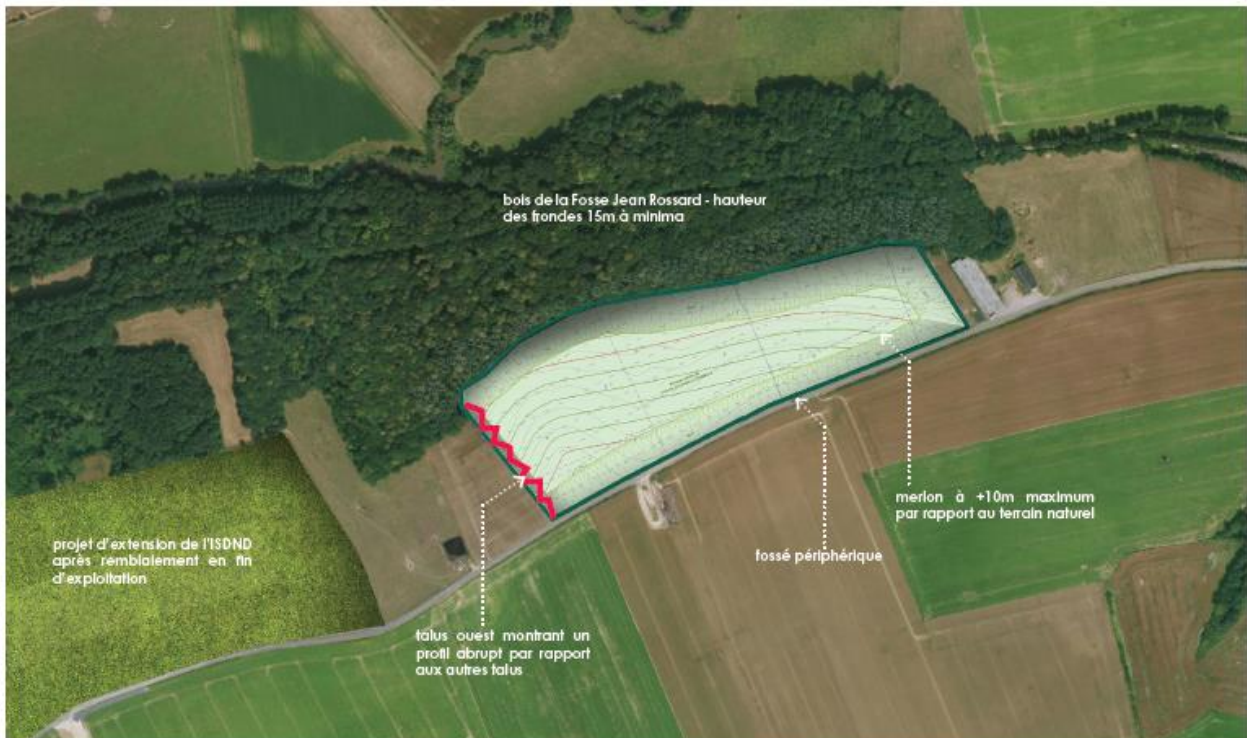 bois de la Fosse Jean Rossard - hauteur
des frondes 15m à minima
merlon à +10m maximum
par rapport au terrain naturel
fossé périphérique
projet d'extension de l'ISDND
après remblaiement en fin
d'exploitation
talus ouest montrant un
profil abrupt par rapport
aux autres talus